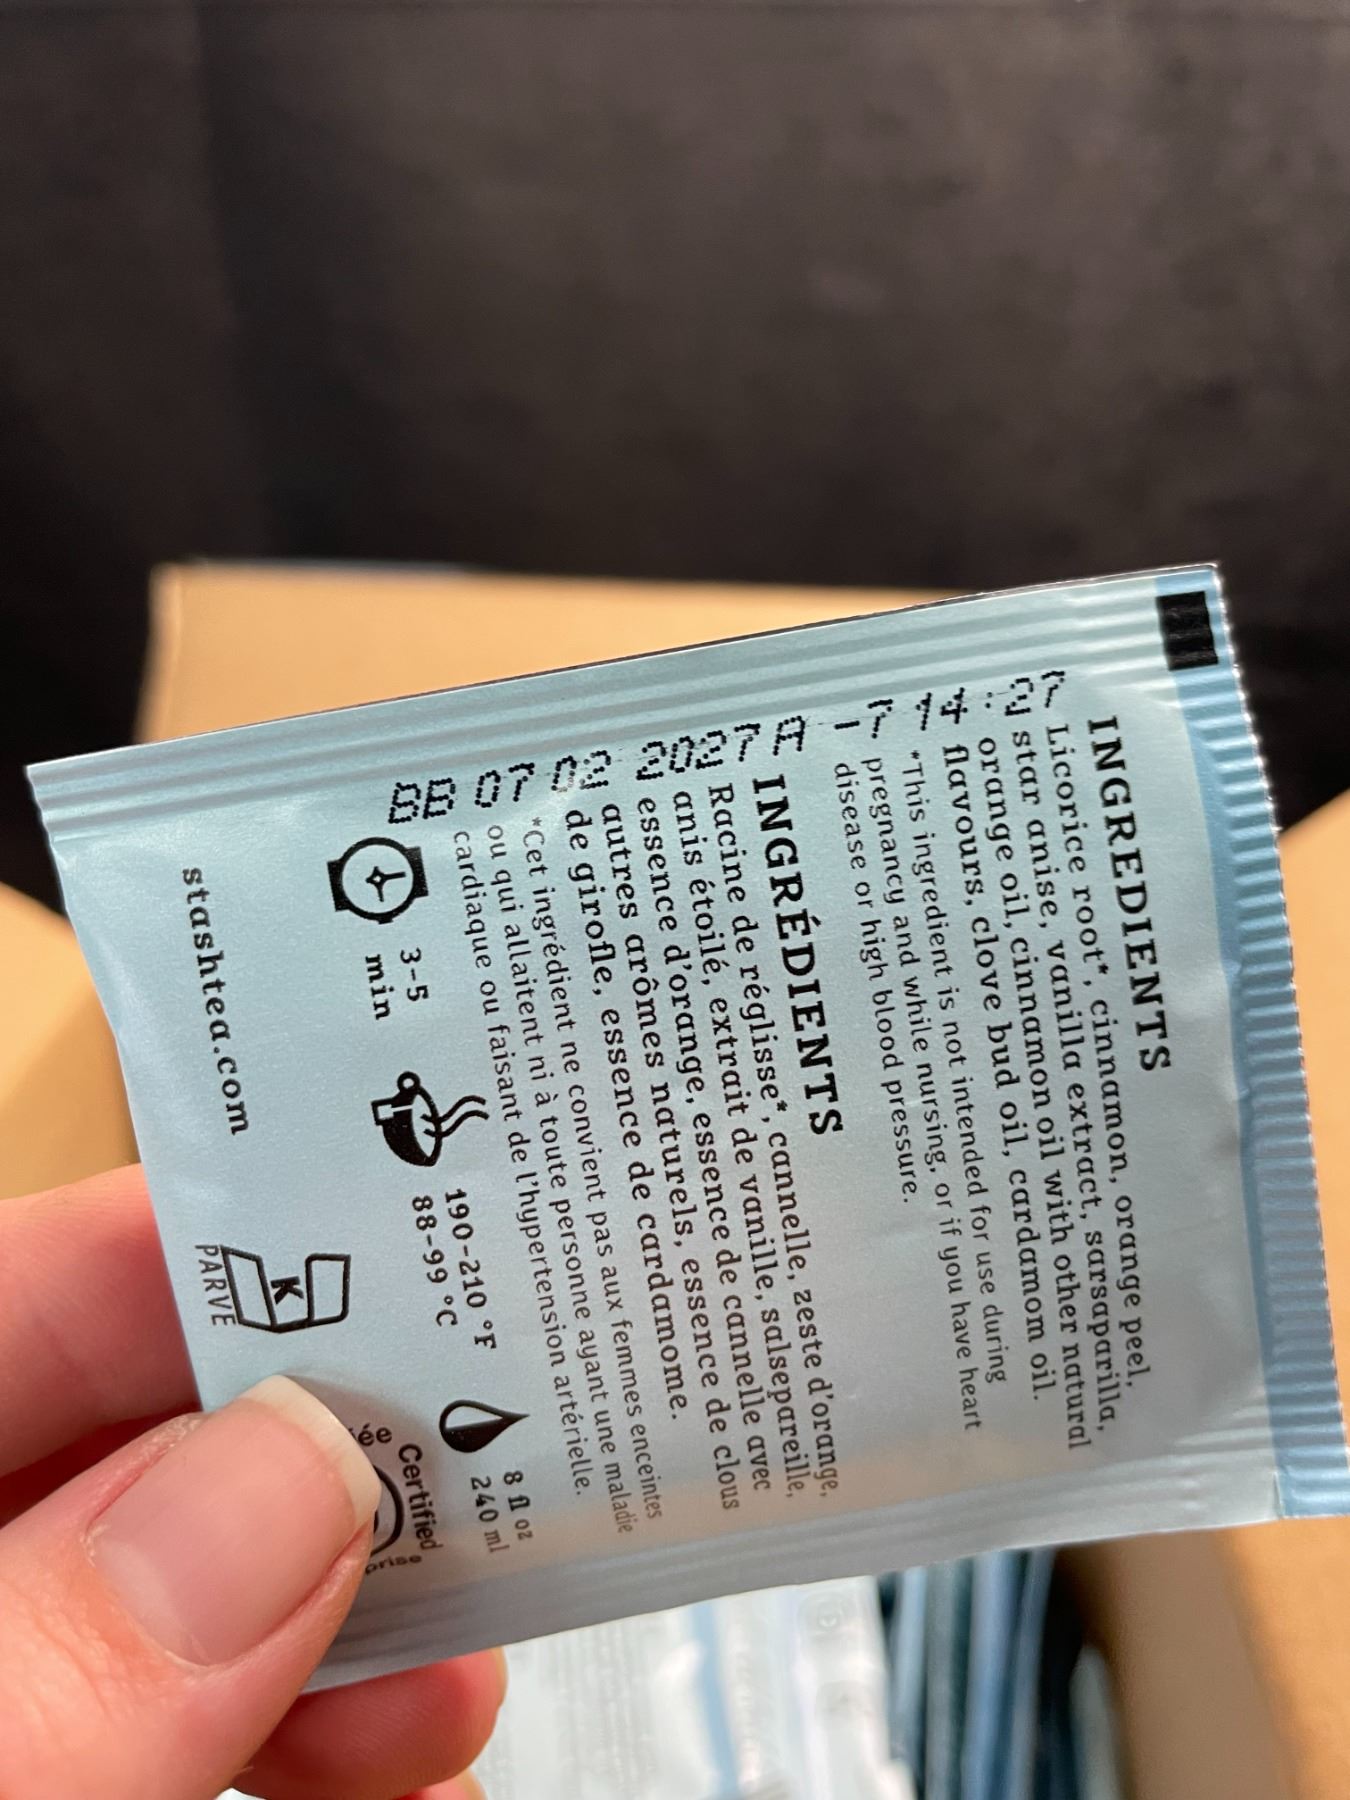 INGREDIENTS
Licorice root*, cinnamon, orange peel,
star anise, vanilla extract, sarsaparilla,
orange oil, cinnamon oil with other natural
flavours, clove bud oil, cardamom oil.
*This ingredient is not intended for use during
pregnancy and while nursing, or if you have heart
disease or high blood pressure.
INGRÉDIENTS
Racine de réglisse*, cannelle, zeste d'orange,
anis étoilé, extrait de vanille, salsepareille,
essence d'orange, essence de cannelle avec
autres arômes naturels, essence de clous
de girofle, essence de cardamome.
*Cet ingrédient ne convient pas aux femmes enceintes
ou qui allaitent ni à toute personne ayant une maladie
cardiaque ou faisant de l'hypertension artérielle.
BB 07 02 2027
3-5
min
190-210 °F
88-99 °C
8 fl oz
240 ml
stashtea.com
K
PARVE
Certified